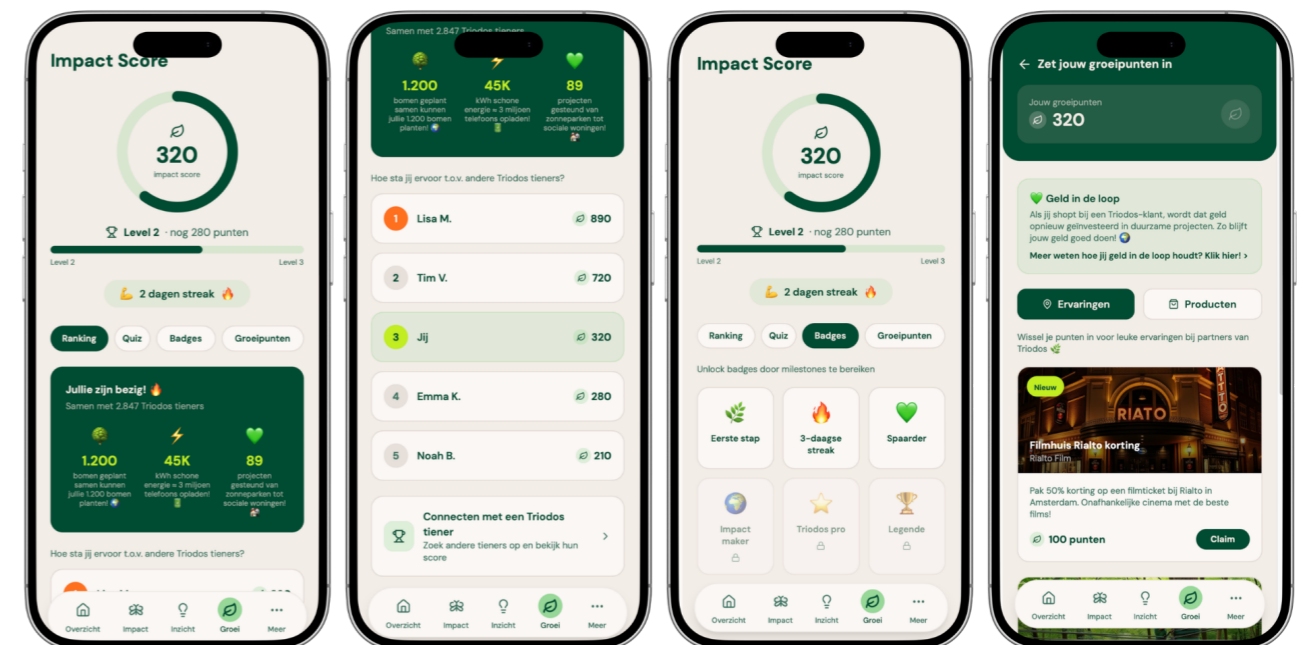 Impact Score
320
impact score
Level 2 · nog 280 punten
Level 2
Level 3
2 dagen streak
Ranking
Quiz
Badges
Groeipunten
Jullie zijn bezig!
Samen met 2.847 Triodos tieners
1.200
bomen geplant
samen kunnen
jullie 1.200 bomen
planten!
45K
kWh schone
energie = 3 miljoen
telefoons opladen!
89
projecten
gesteund van
zonneparken tot
sociale woningen!
Hoe sta jij ervoor t.o.v. andere Triodos tieners?
Overzicht
Impact
Inzicht
Groei
Meer
Samen met 2.847 Triodos tieners
1.200
bomen geplant
samen kunnen
jullie 1.200 bomen
planten!
45K
kWh schone
energie = 3 miljoen
telefoons opladen!
89
projecten
gesteund van
zonneparken tot
sociale woningen!
Hoe sta jij ervoor t.o.v. andere Triodos tieners?
1 Lisa M. 890
2 Tim V. 720
3 Jij 320
4 Emma K. 280
5 Noah B. 210
Connecten met een Triodos
tiener
Zoek andere tieners op en bekijk hun
score
Overzicht
Impact
Inzicht
Groei
Meer
Impact Score
320
impact score
Level 2 · nog 280 punten
Level 2
Level 3
2 dagen streak
Ranking
Quiz
Badges
Groeipunten
Unlock badges door milestones te bereiken
Eerste stap
3-daagse
streak
Spaarder
Impact
maker
Triodos pro
Legende
Overzicht
Impact
Inzicht
Groei
Meer
Zet jouw groeipunten in
Jouw groeipunten
320
Geld in de loop
Als jij shopt bij een Triodos-klant, wordt dat geld
opnieuw geïnvesteerd in duurzame projecten. Zo blijft
jouw geld goed doen!
Meer weten hoe jij geld in de loop houdt? Klik hier! ›
Ervaringen
Producten
Wissel je punten in voor leuke ervaringen bij partners van
Triodos
Nieuw
RIATO
Filmhuis Rialto korting
Rialto Film
Pak 50% korting op een filmticket bij Rialto in
Amsterdam. Onafhankelijke cinema met de beste
films!
100 punten
Claim
Overzicht
Impact
Inzicht
Groei
Meer